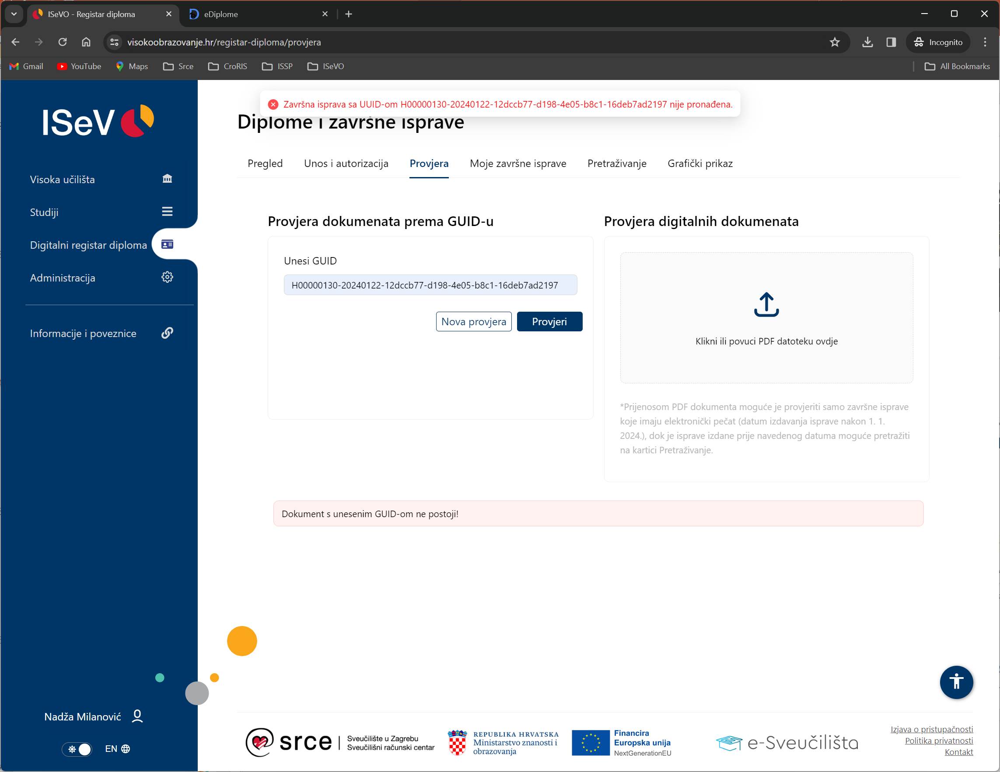 ISeVO - Registar diploma
eDiplome
visokoobrazovanje.hr/registar-diploma/provjera
Incognito
Gmail
YouTube
Maps
Srce
CroRIS
ISSP
ISeVO
All Bookmarks
Završna isprava sa UUID-om H00000130-20240122-12dccb77-d198-4e05-b8c1-16deb7ad2197 nije pronađena.
ISeV
Diplome i završne isprave
Pregled
Unos i autorizacija
Provjera
Moje završne isprave
Pretraživanje
Grafički prikaz
Visoka učilišta
Studiji
Digitalni registar diploma
Administracija
Informacije i poveznice
Provjera dokumenata prema GUID-u
Unesi GUID
H00000130-20240122-12dccb77-d198-4e05-b8c1-16deb7ad2197
Nova provjera
Provjeri
Provjera digitalnih dokumenata
Klikni ili povuci PDF datoteku ovdje
*Prijenosom PDF dokumenta moguće je provjeriti samo završne isprave
koje imaju elektronički pečat (datum izdavanja isprave nakon 1. 1.
2024.), dok je isprave izdane prije navedenog datuma moguće pretražiti
na kartici Pretraživanje.
Dokument s unesenim GUID-om ne postoji!
Nadža Milanović
EN
srce
Sveučilište u Zagrebu
Sveučilišni računski centar
REPUBLIKA HRVATSKA
Ministarstvo znanosti i
obrazovanja
Financira
Europska unija
NextGenerationEU
e-Sveučilišta
Izjava o pristupačnosti
Politika privatnosti
Kontakt